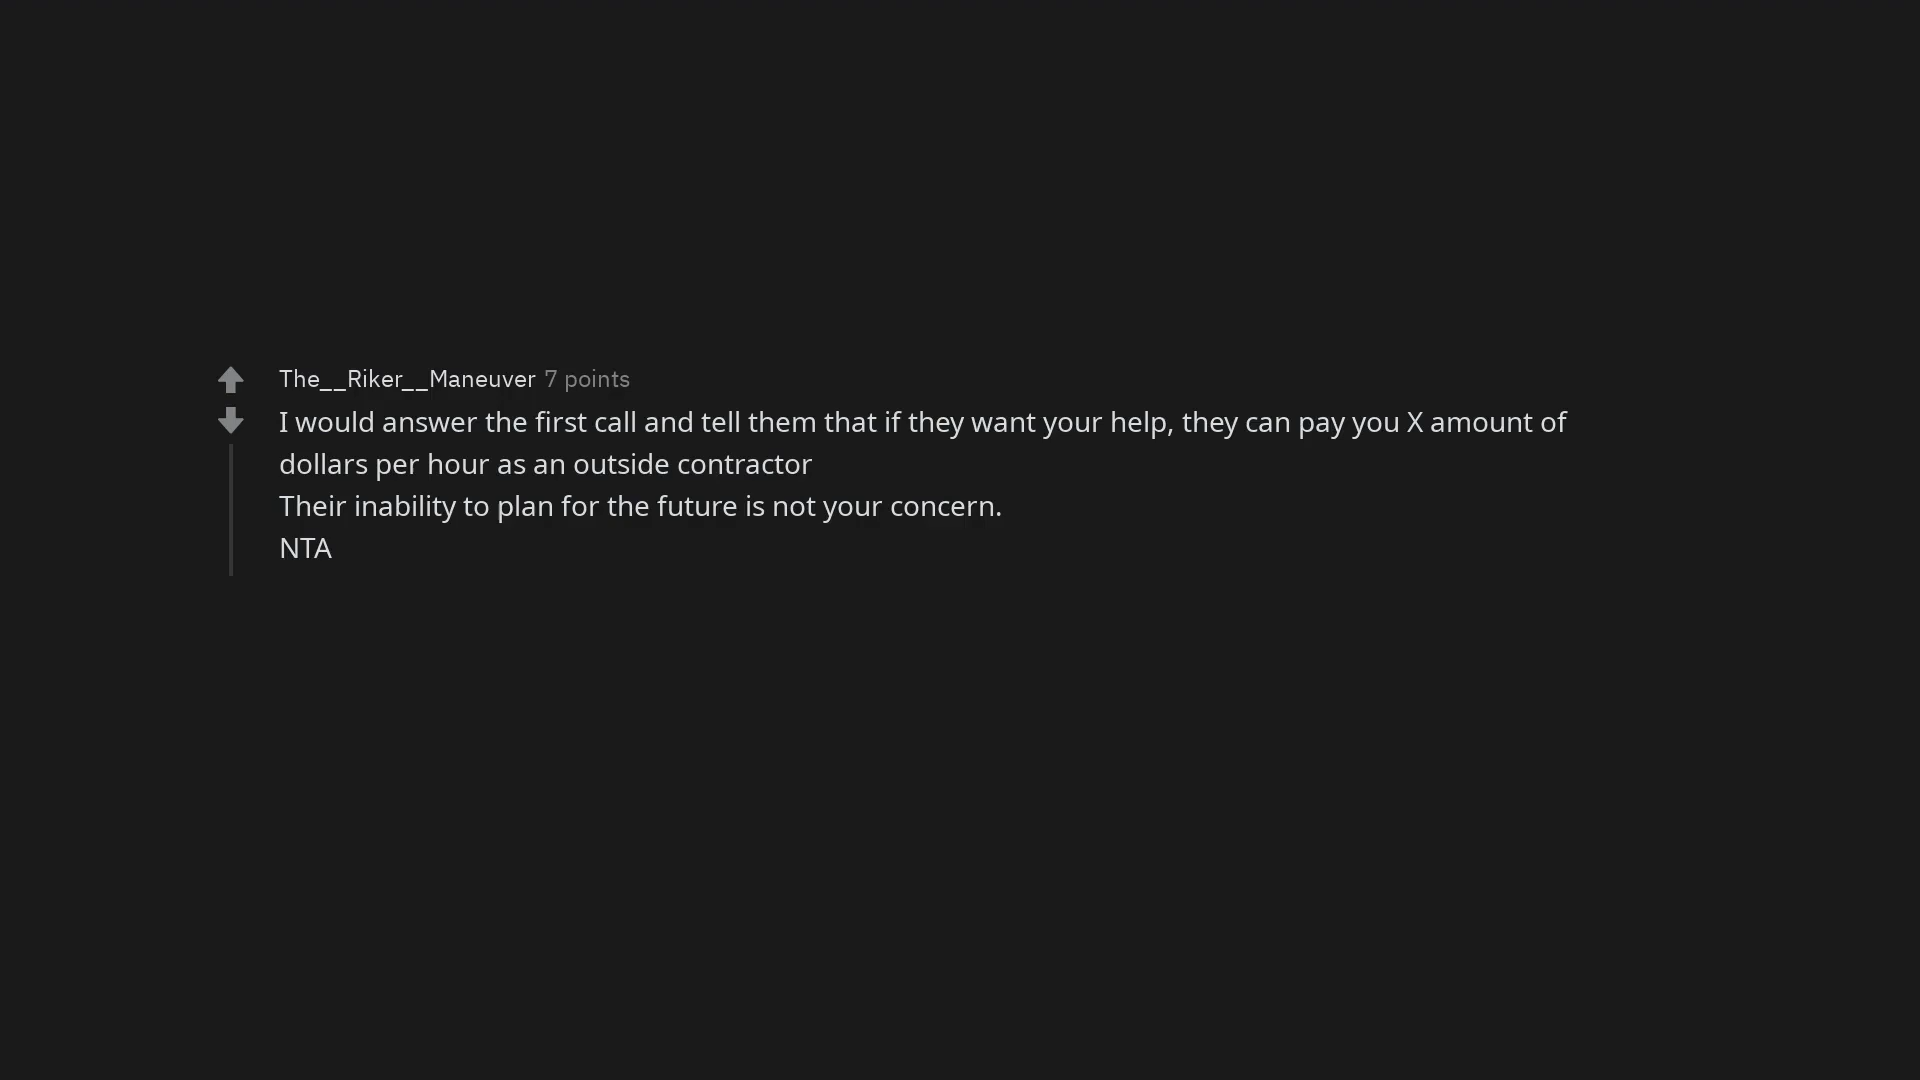 The__Riker__Maneuver 7 points
I would answer the first call and tell them that if they want your help, they can pay you X amount of
dollars per hour as an outside contractor
Their inability to plan for the future is not your concern.
NTA